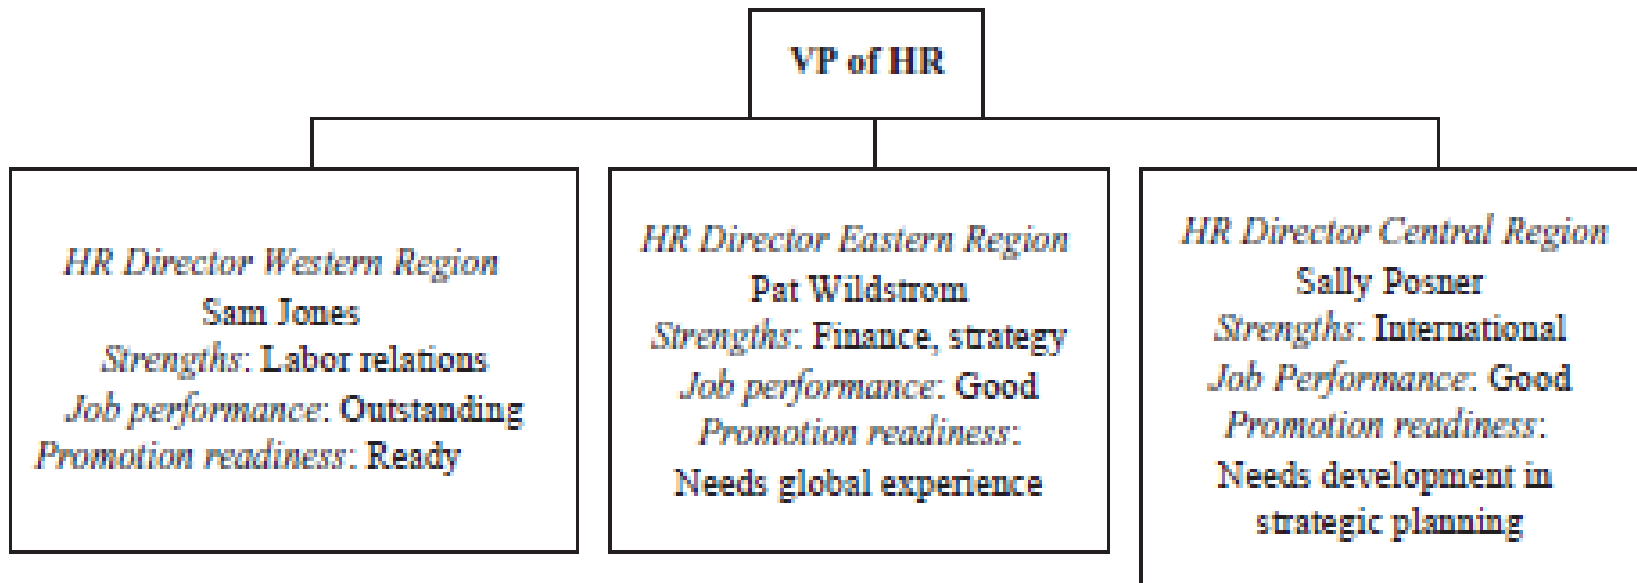 VP of HR
HR Director Western Region
Sam Jones
Strengths: Labor relations
Job performance: Outstanding
Promotion readiness: Ready
HR Director Eastern Region
Pat Wildstrom
Strengths: Finance, strategy
Job performance: Good
Promotion readiness:
Needs global experience
HR Director Central Region
Sally Posner
Strengths: International
Job Performance: Good
Promotion readiness:
Needs development in
strategic planning